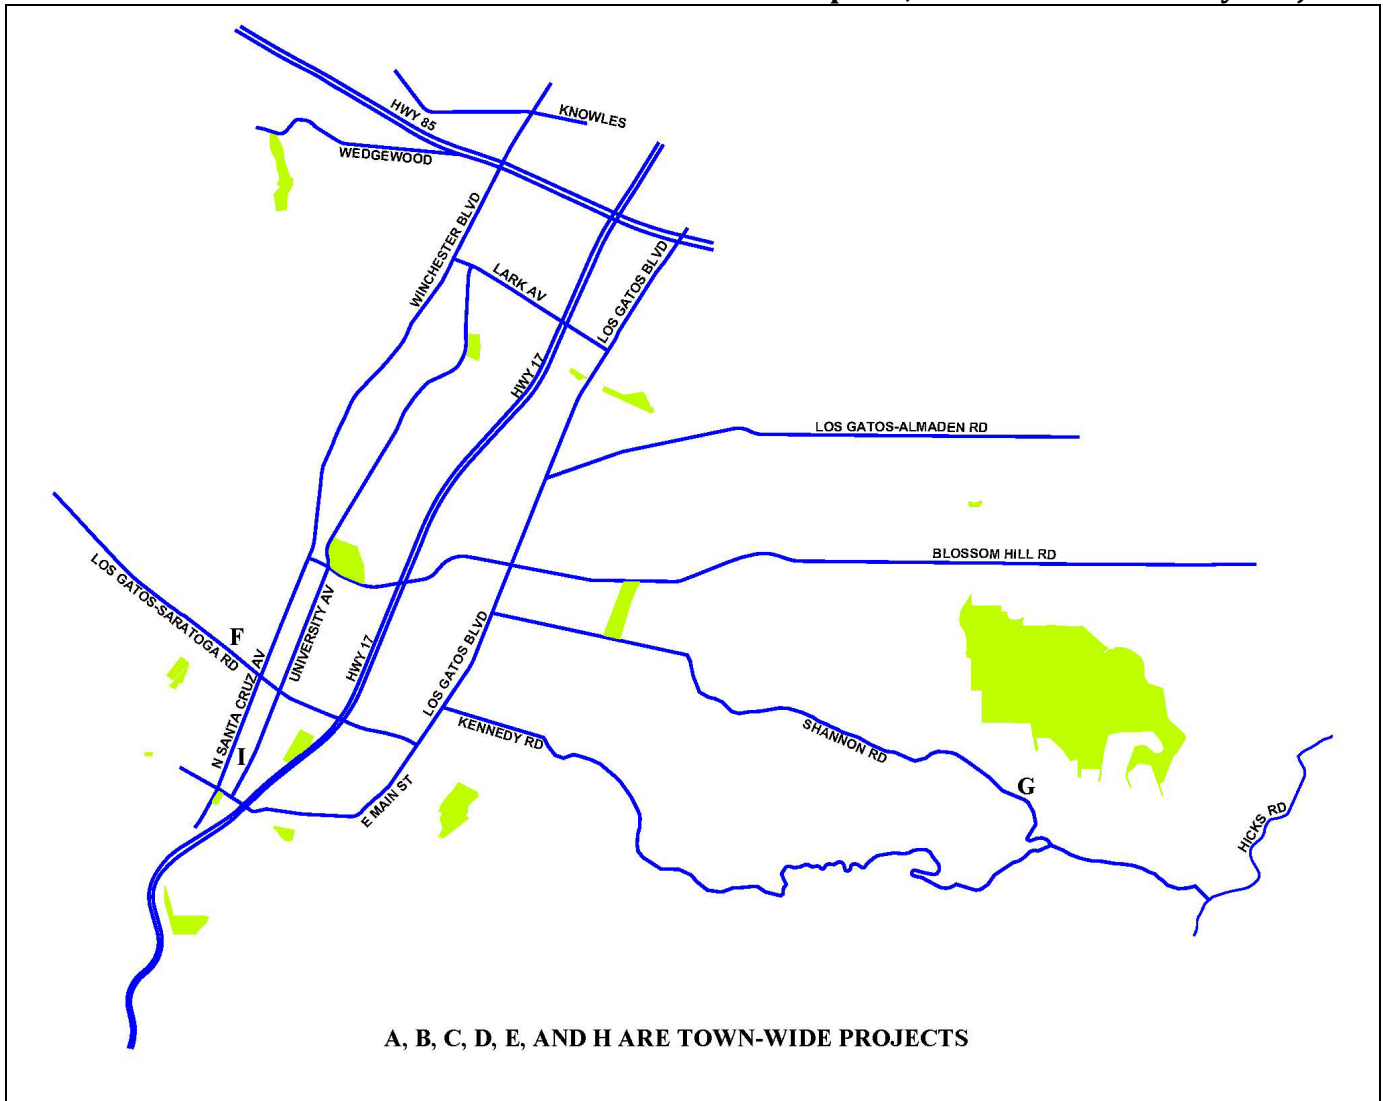 KNOWLES
HWY 85
WEDGEWOOD
WINCHESTER BLVD
LARK AV
LOS GATOS BLVD
HWY 17
LOS GATOS-ALMADEN RD
BLOSSOM HILL RD
LOS GATOS-SARATOGA RD
F
UNIVERSITY AV
HWY 17
LOS GATOS BLVD
N SANTA CRUZ AV
I
KENNEDY RD
SHANNON RD
G
E MAIN ST
HICKS RD
A, B, C, D, E, AND H ARE TOWN-WIDE PROJECTS